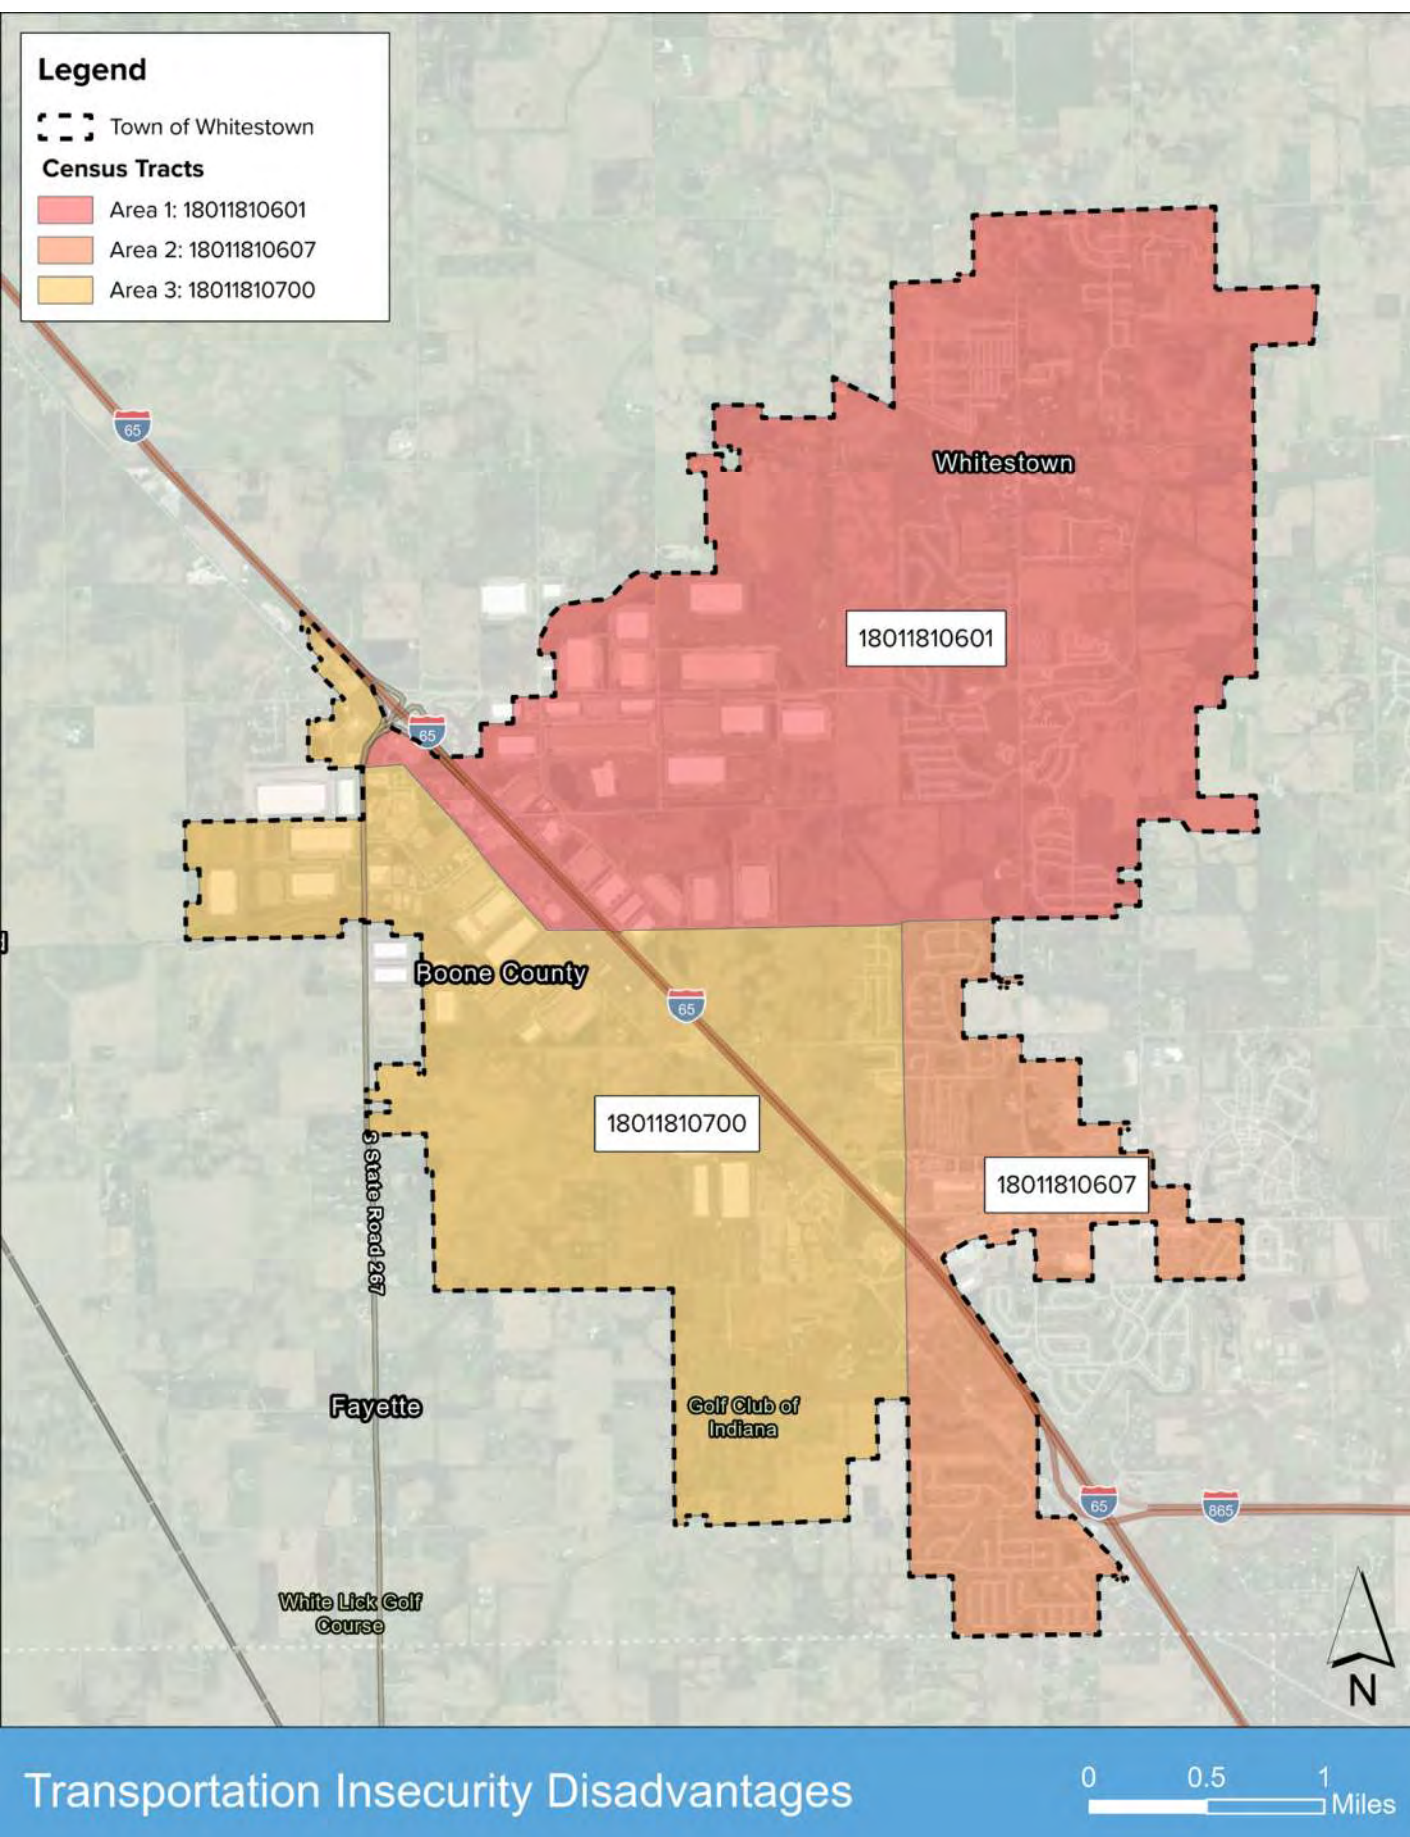 Legend
Town of Whitestown
Census Tracts
Area 1: 18011810601
Area 2: 18011810607
Area 3: 18011810700
65
Whitestown
18011810601
65
Boone County
65
18011810700
18011810607
S State Road 267
Fayette
Golf Club of
Indiana
65
865
White Lick Golf
Course
N
Transportation Insecurity Disadvantages
0 0.5 1
Miles